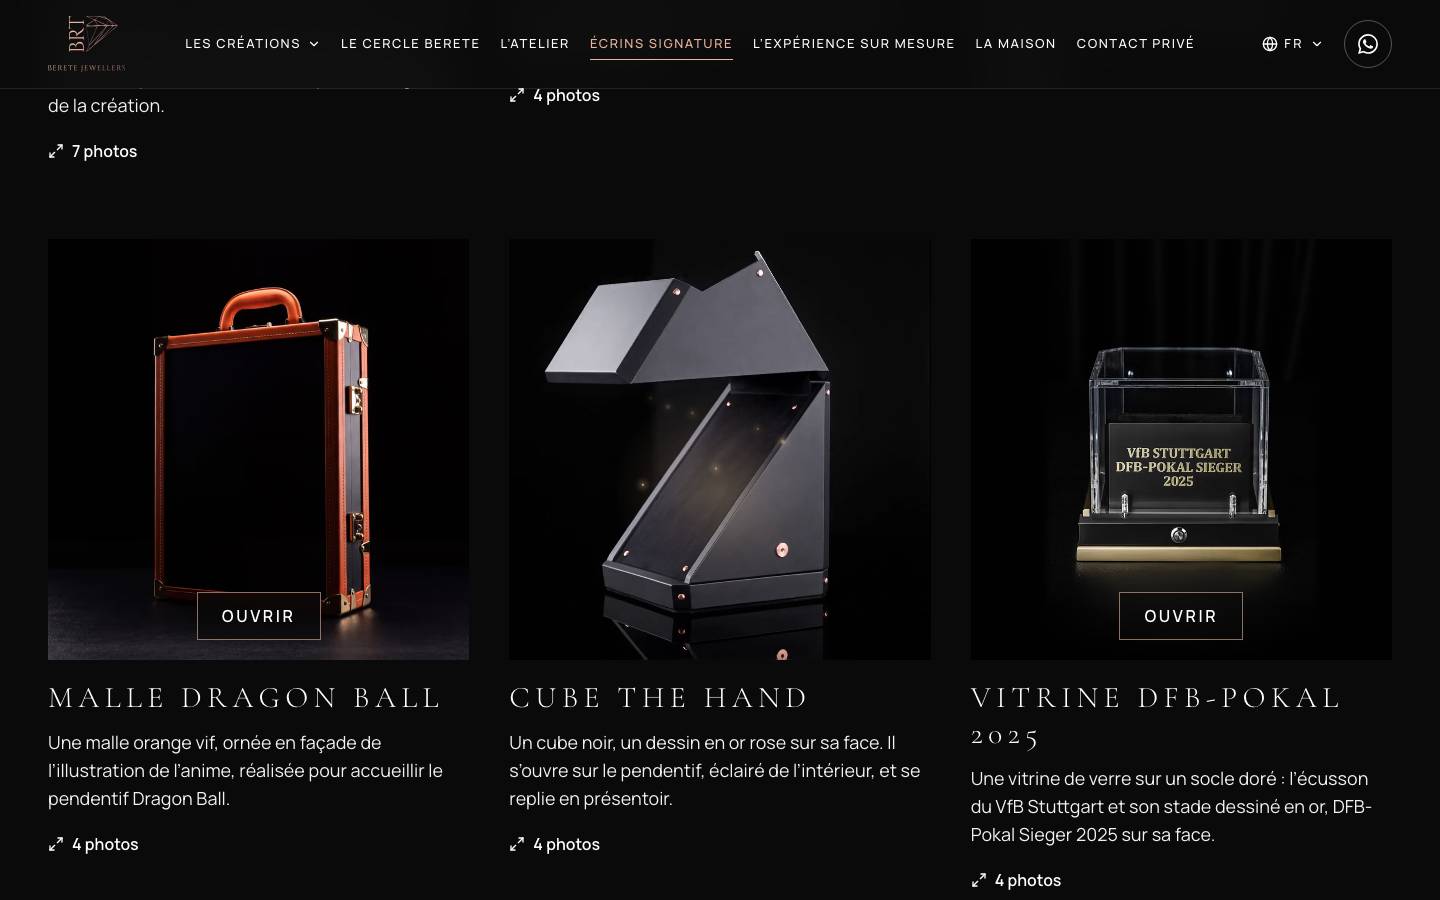 BRT
BERETE JEWELLERS
LES CRÉATIONS
LE CERCLE BERETE
L'ATELIER
ÉCRINS SIGNATURE
L'EXPÉRIENCE SUR MESURE
LA MAISON
CONTACT PRIVÉ
FR
de la création.
7 photos
4 photos
OUVRIR
VfB STUTTGART
DFB-POKAL SIEGER
2025
OUVRIR
MALLE DRAGON BALL
Une malle orange vif, ornée en façade de
l'illustration de l'anime, réalisée pour accueillir le
pendentif Dragon Ball.
4 photos
CUBE THE HAND
Un cube noir, un dessin en or rose sur sa face. Il
s'ouvre sur le pendentif, éclairé de l'intérieur, et se
replie en présentoir.
4 photos
VITRINE DFB-POKAL
2025
Une vitrine de verre sur un socle doré : l'écusson
du VfB Stuttgart et son stade dessiné en or, DFB-
Pokal Sieger 2025 sur sa face.
4 photos